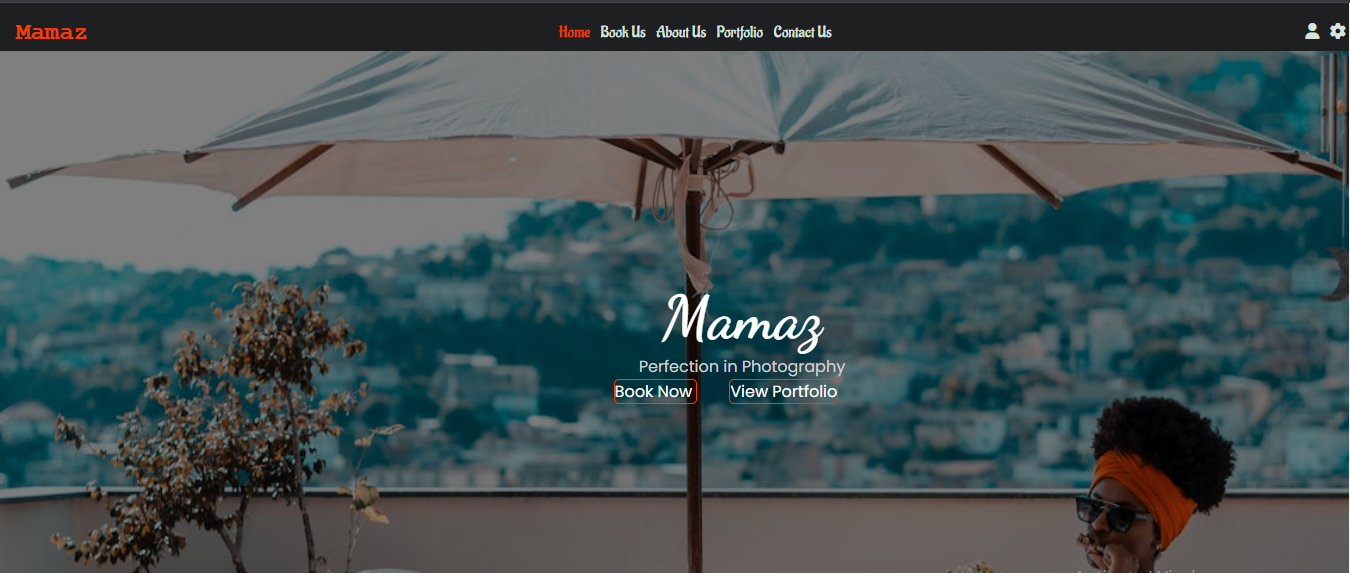 Mamaz
Home Book Us About Us Portfolio Contact Us
Mamaz
Perfection in Photography
Book Now View Portfolio